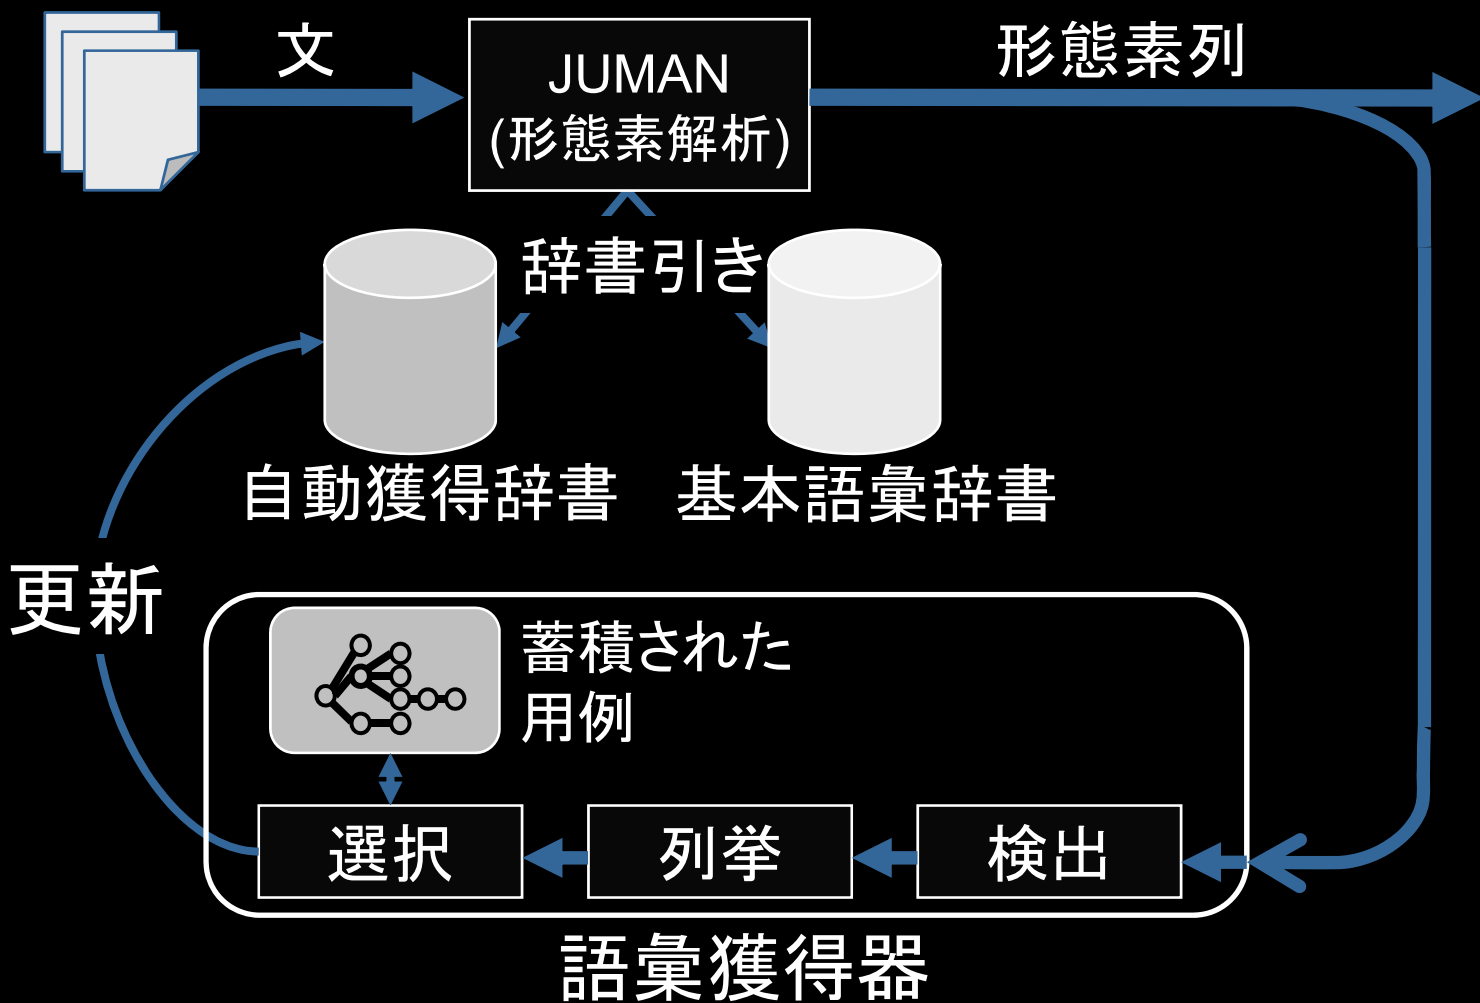 文
JUMAN
(形態素解析)
形態素列
辞書引き
自動獲得辞書
基本語彙辞書
更新
蓄積された
用例
選択
列挙
検出
語彙獲得器